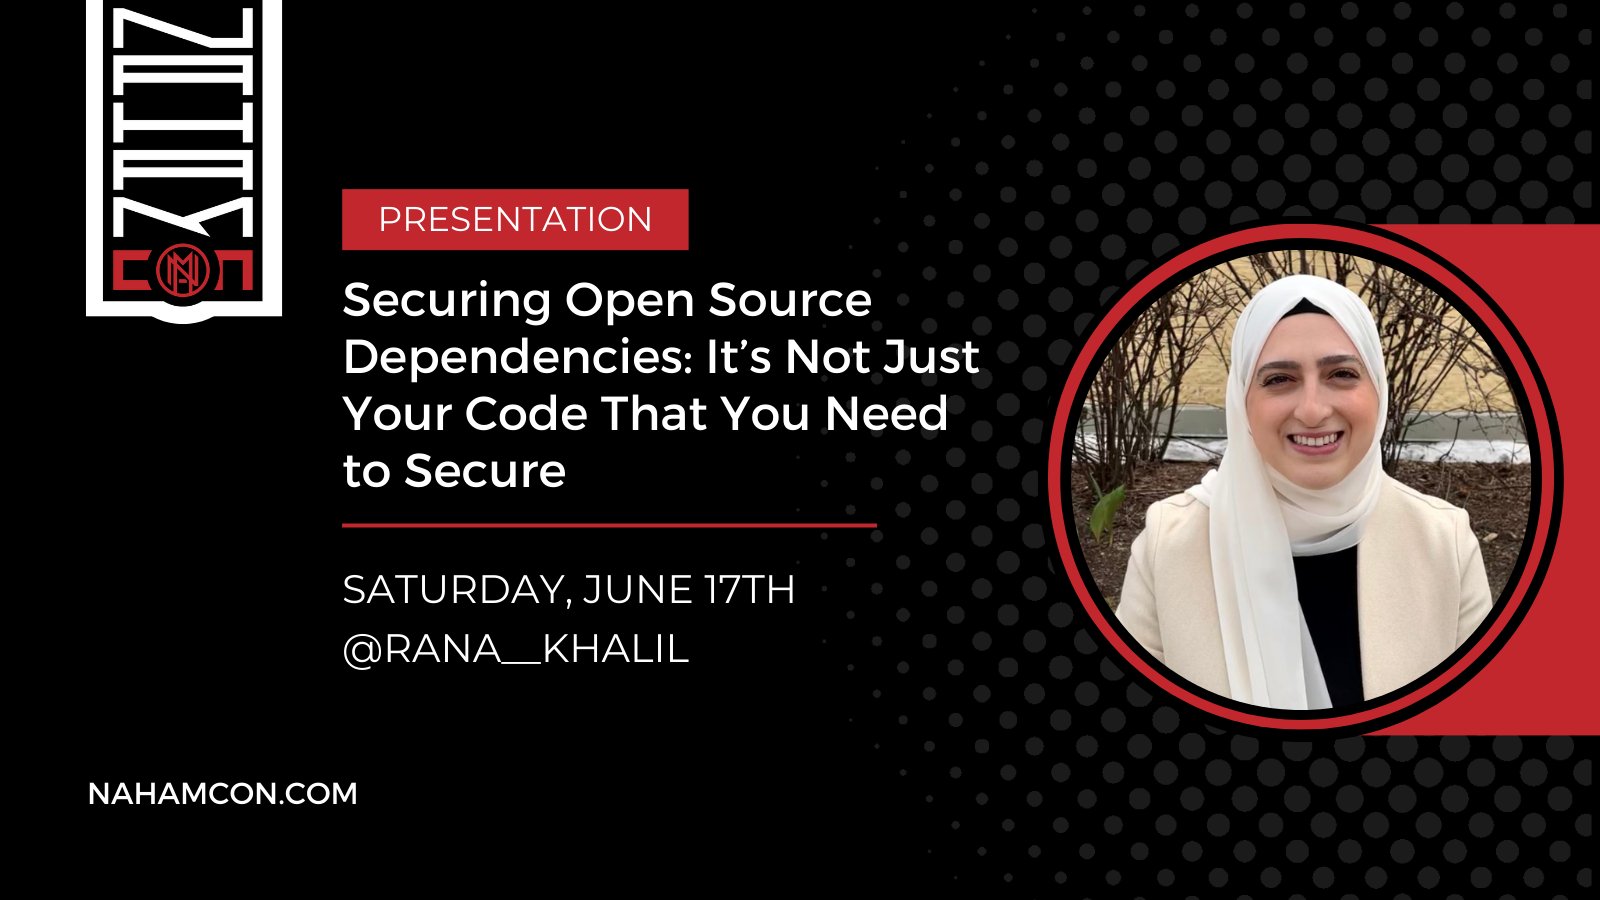 NAHAM
CON
PRESENTATION
Securing Open Source
Dependencies: It’s Not Just
Your Code That You Need
to Secure
SATURDAY, JUNE 17TH
@RANA__KHALIL
NAHAMCON.COM